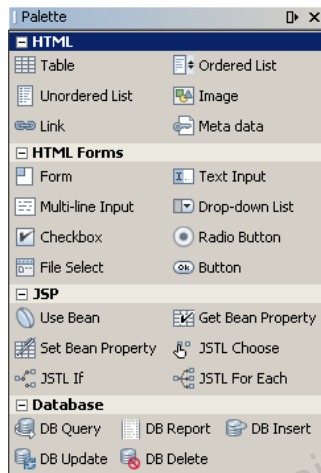 Palette
HTML
Table Ordered List
Unordered List Image
Link Meta data
HTML Forms
Form Text Input
Multi-line Input Drop-down List
Checkbox Radio Button
File Select Button
JSP
Use Bean Get Bean Property
Set Bean Property JSTL Choose
JSTL If JSTL For Each
Database
DB Query DB Report DB Insert
DB Update DB Delete